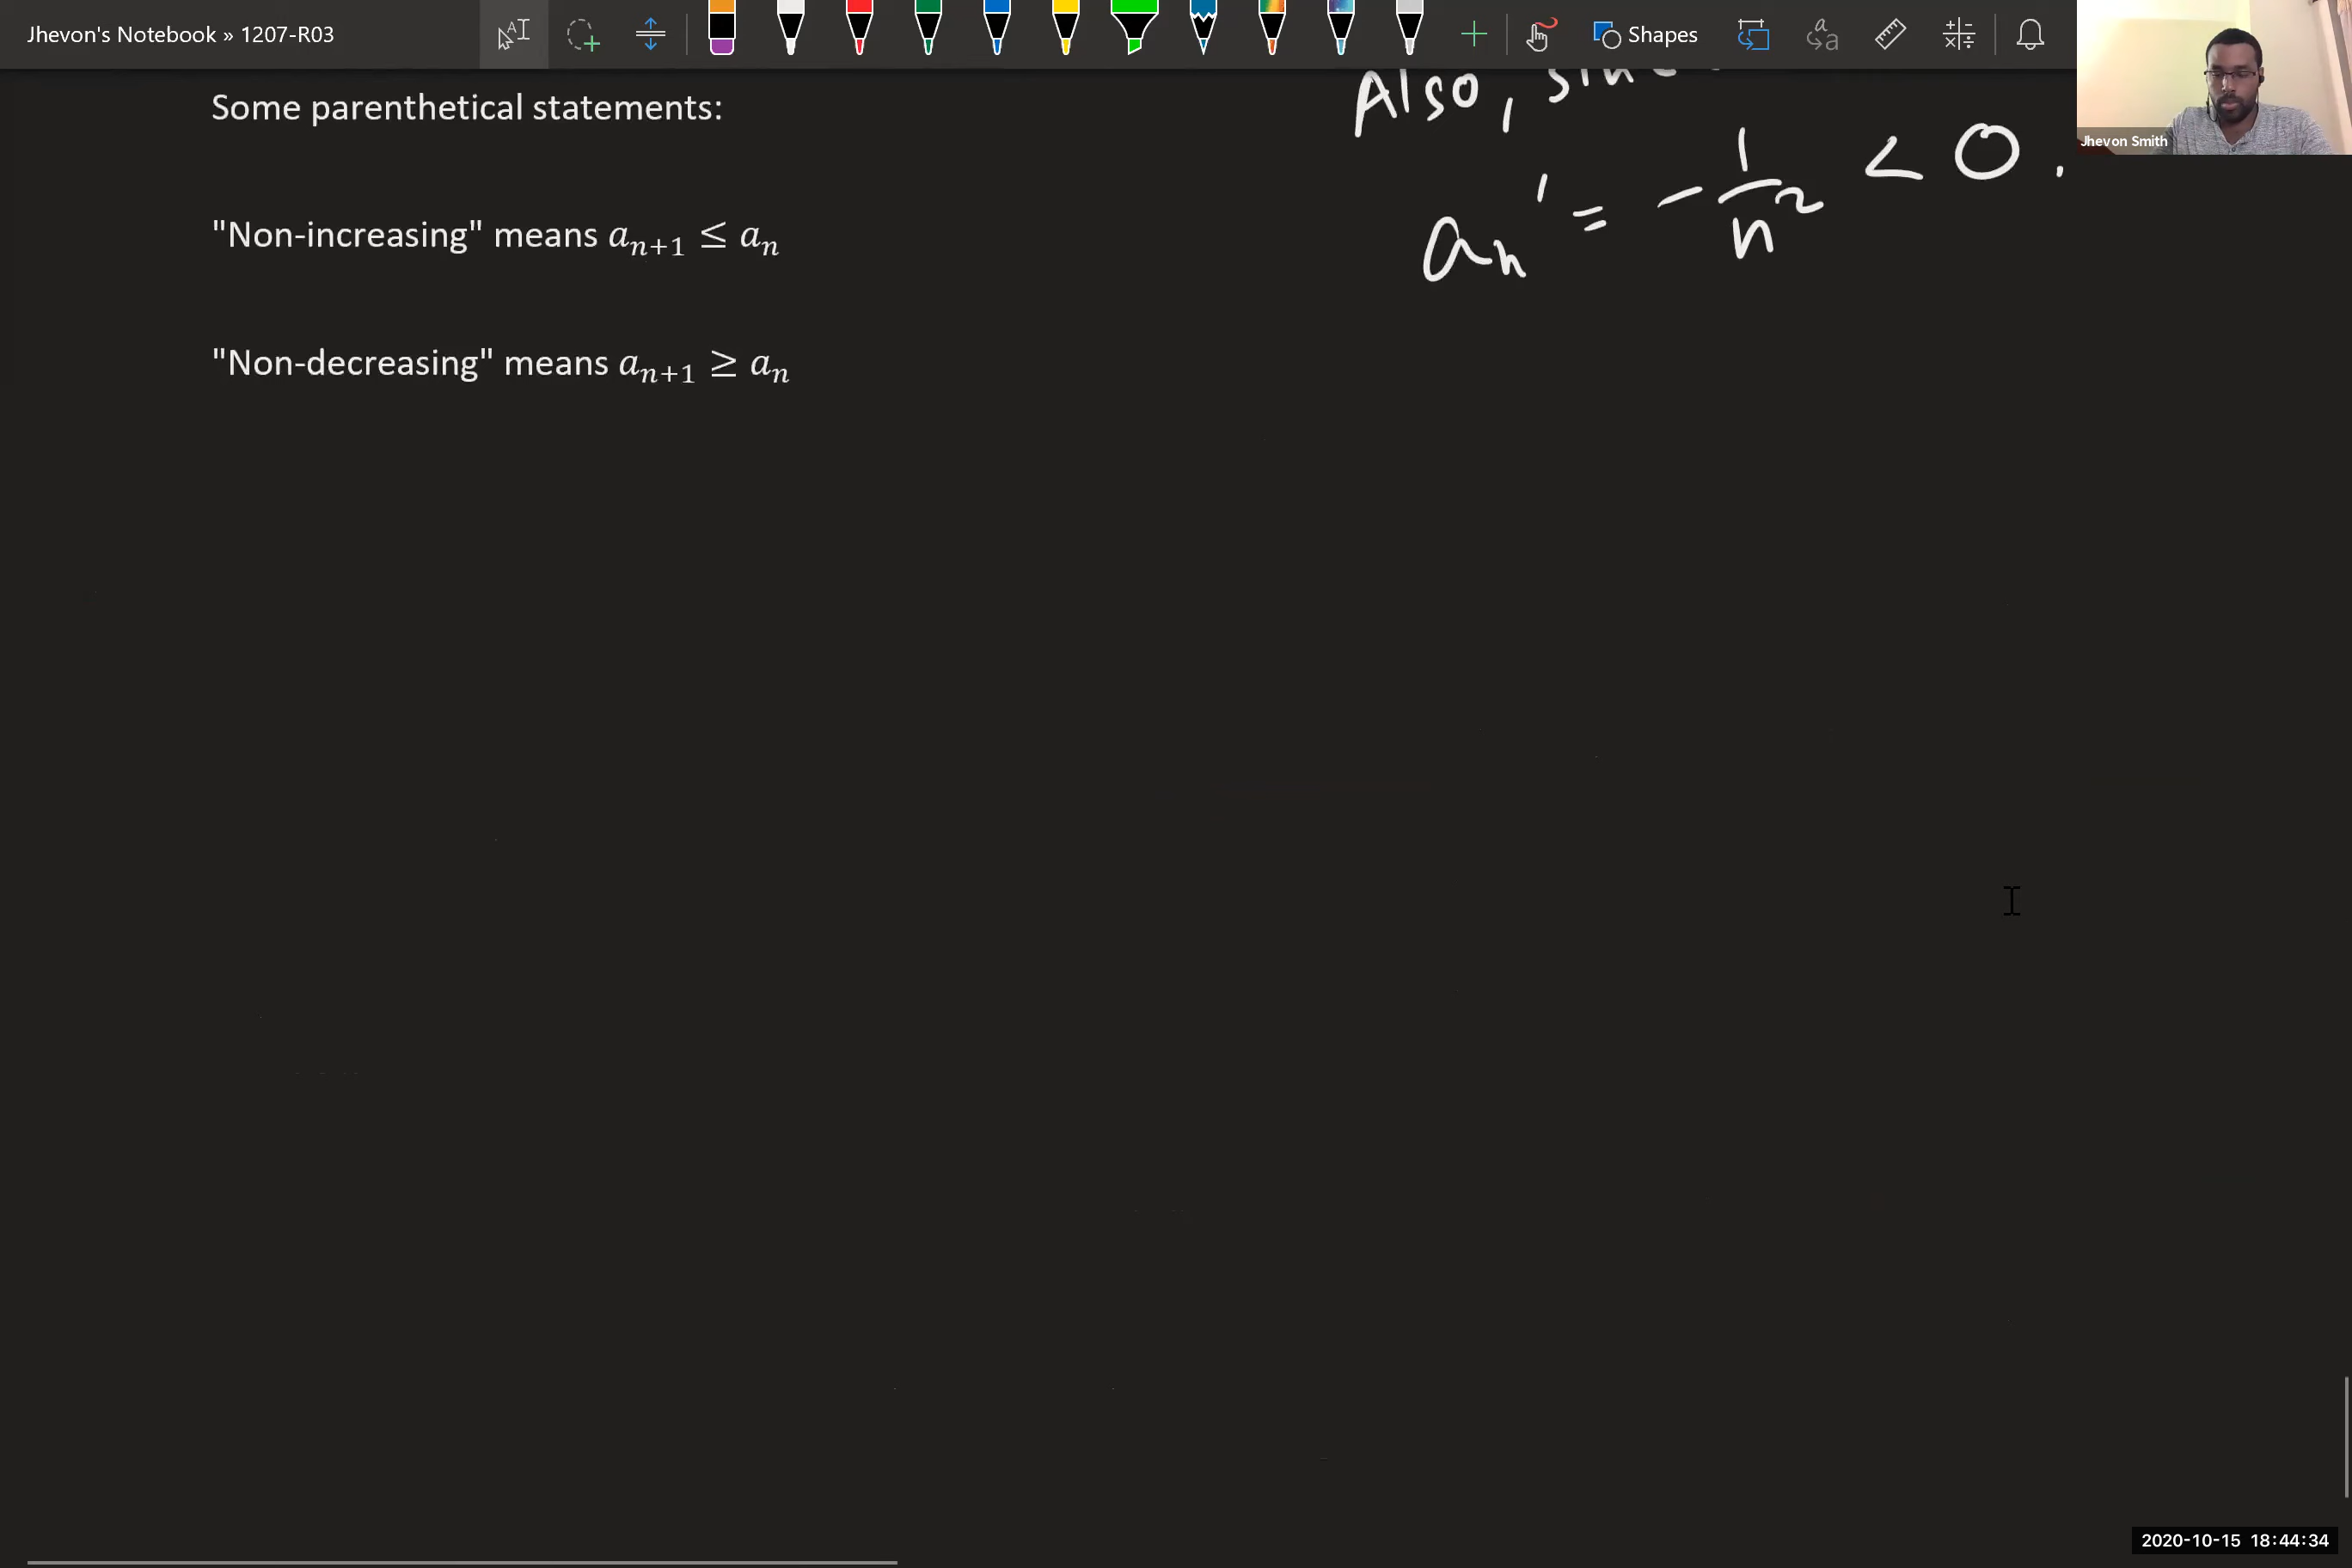 Jhevon's Notebook » 1207-R03
Shapes
Jhevon Smith
Some parenthetical statements:
"Non-increasing" means aₙ₊₁ ≤ aₙ
"Non-decreasing" means aₙ₊₁ ≥ aₙ
Also,
aₙ' = - 1/n² < 0.
2020-10-15 18:44:34